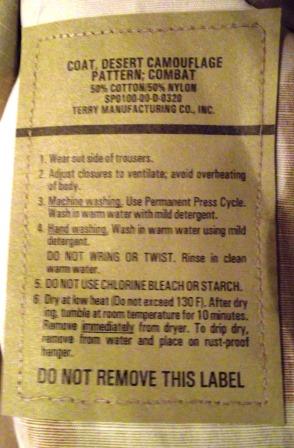 COAT, DESERT CAMOUFLAGE
PATTERN; COMBAT
50% COTTON/50% NYLON
SP0100-00-D-0320
TERRY MANUFACTURING CO., INC.
1. Wear out side of trousers.
2. Adjust closures to ventilate; avoid overheating
of body.
3. Machine washing. Use Permanent Press Cycle.
Wash in warm water with mild detergent.
4. Hand washing. Wash in warm water using mild
detergent.
DO NOT WRING OR TWIST. Rinse in clean
warm water.
5. DO NOT USE CHLORINE BLEACH OR STARCH.
6. Dry at low heat (Do not exceed 130 F). After dry
ing, tumble at room temperature for 10 minutes.
Remove immediately from dryer. To drip dry,
remove from water and place on rust-proof
hanger.
DO NOT REMOVE THIS LABEL